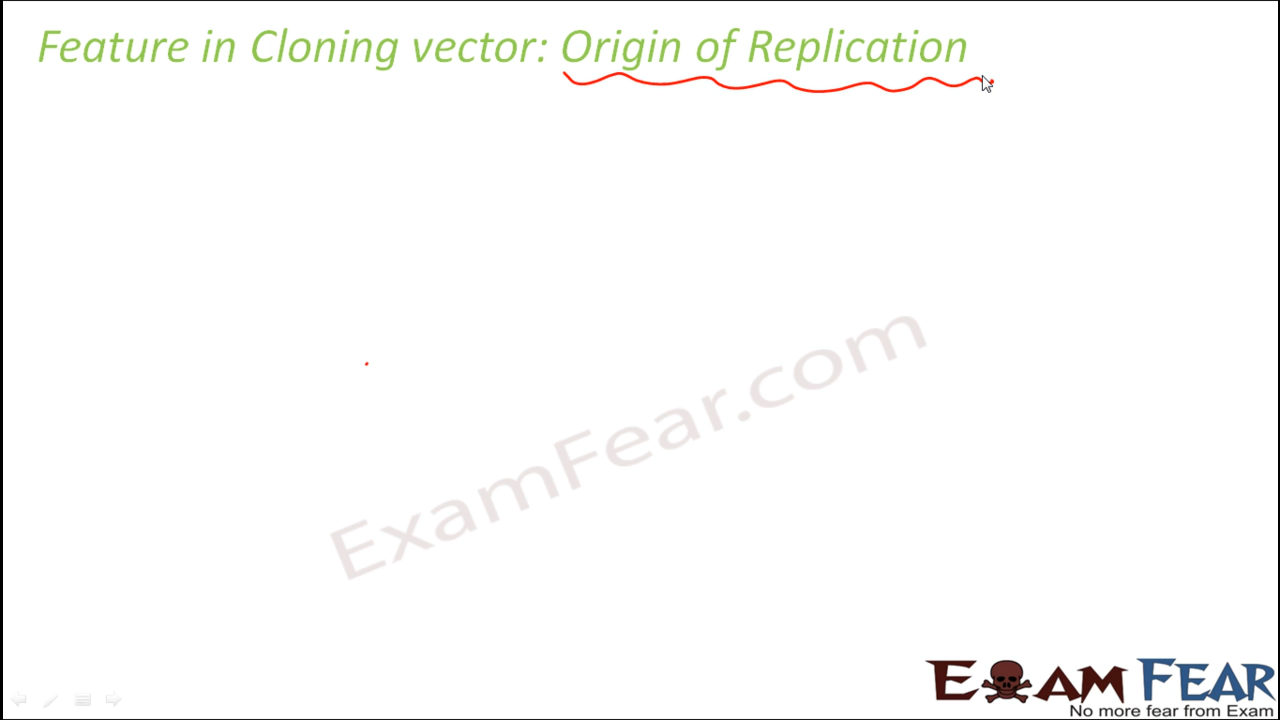 Feature in Cloning vector: Origin of Replication
ExamFear.com
EXAM FEAR
No more fear from Exam